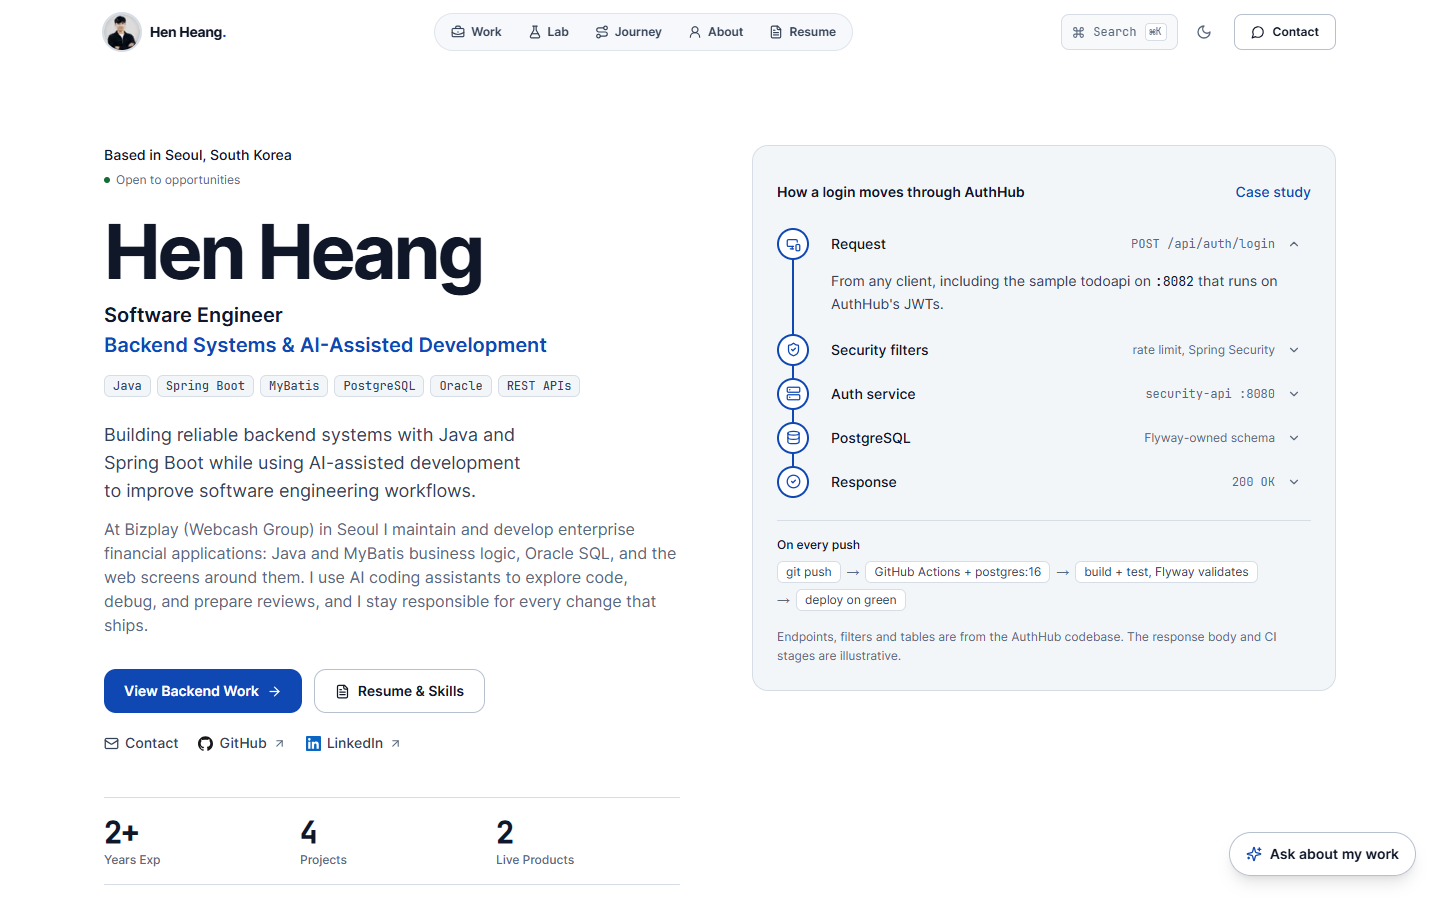 Hen Heang.
Work
Lab
Journey
About
Resume
Search ⌘K
Contact
Based in Seoul, South Korea
Open to opportunities
Hen Heang
Software Engineer
Backend Systems & AI-Assisted Development
Java
Spring Boot
MyBatis
PostgreSQL
Oracle
REST APIs
Building reliable backend systems with Java and
Spring Boot while using AI-assisted development
to improve software engineering workflows.
At Bizplay (Webcash Group) in Seoul I maintain and develop enterprise
financial applications: Java and MyBatis business logic, Oracle SQL, and the
web screens around them. I use AI coding assistants to explore code,
debug, and prepare reviews, and I stay responsible for every change that
ships.
View Backend Work →
Resume & Skills
Contact
GitHub ↗
LinkedIn ↗
2+
Years Exp
4
Projects
2
Live Products
How a login moves through AuthHub
Case study
Request
POST /api/auth/login
From any client, including the sample todoapi on :8082 that runs on
AuthHub's JWTs.
Security filters
rate limit, Spring Security
Auth service
security-api :8080
PostgreSQL
Flyway-owned schema
Response
200 OK
On every push
git push → GitHub Actions + postgres:16 → build + test, Flyway validates
→ deploy on green
Endpoints, filters and tables are from the AuthHub codebase. The response body and CI
stages are illustrative.
Ask about my work